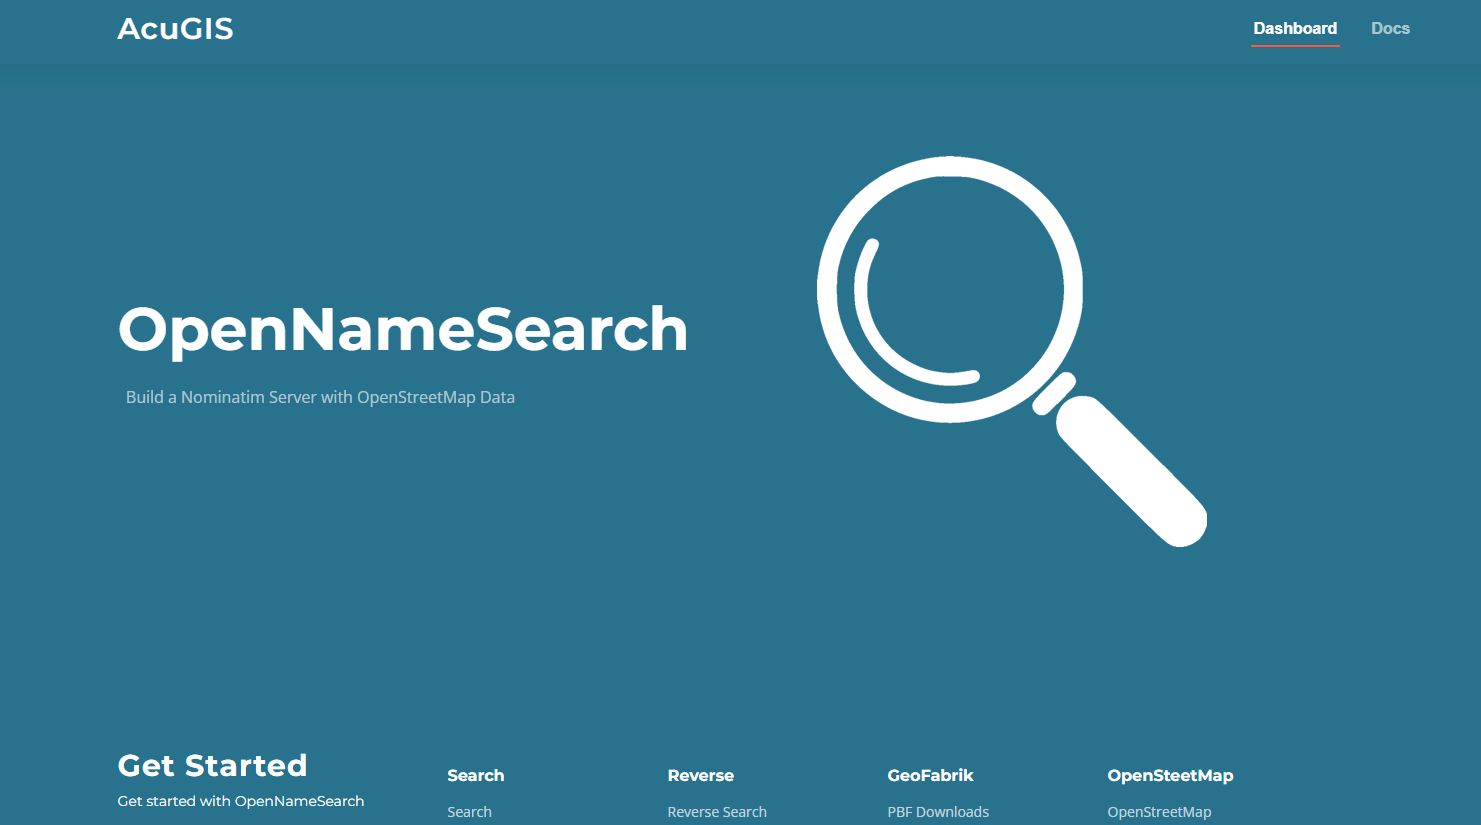 AcuGIS
Dashboard
Docs
OpenNameSearch
Build a Nominatim Server with OpenStreetMap Data
Get Started
Get started with OpenNameSearch
Search
Search
Reverse
Reverse Search
GeoFabrik
PBF Downloads
OpenSteetMap
OpenStreetMap